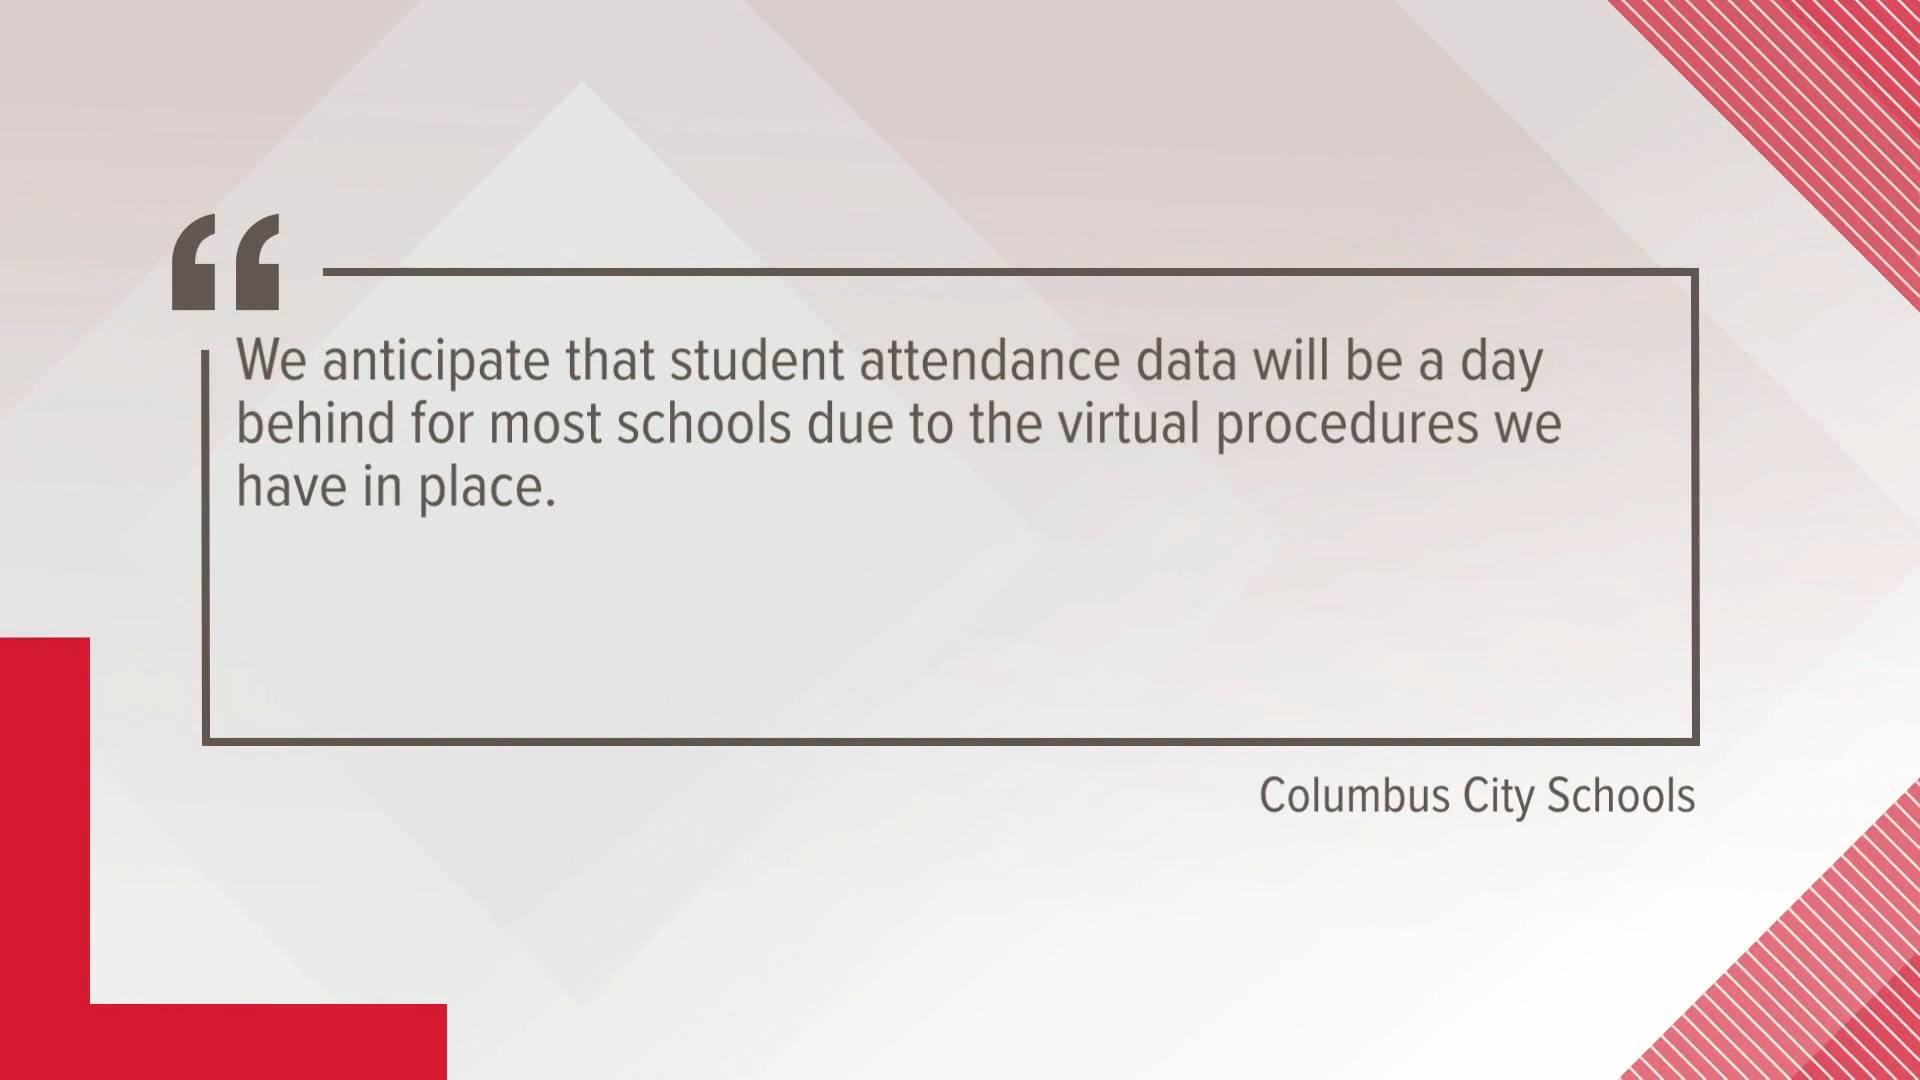 “
We anticipate that student attendance data will be a day
behind for most schools due to the virtual procedures we
have in place.
Columbus City Schools